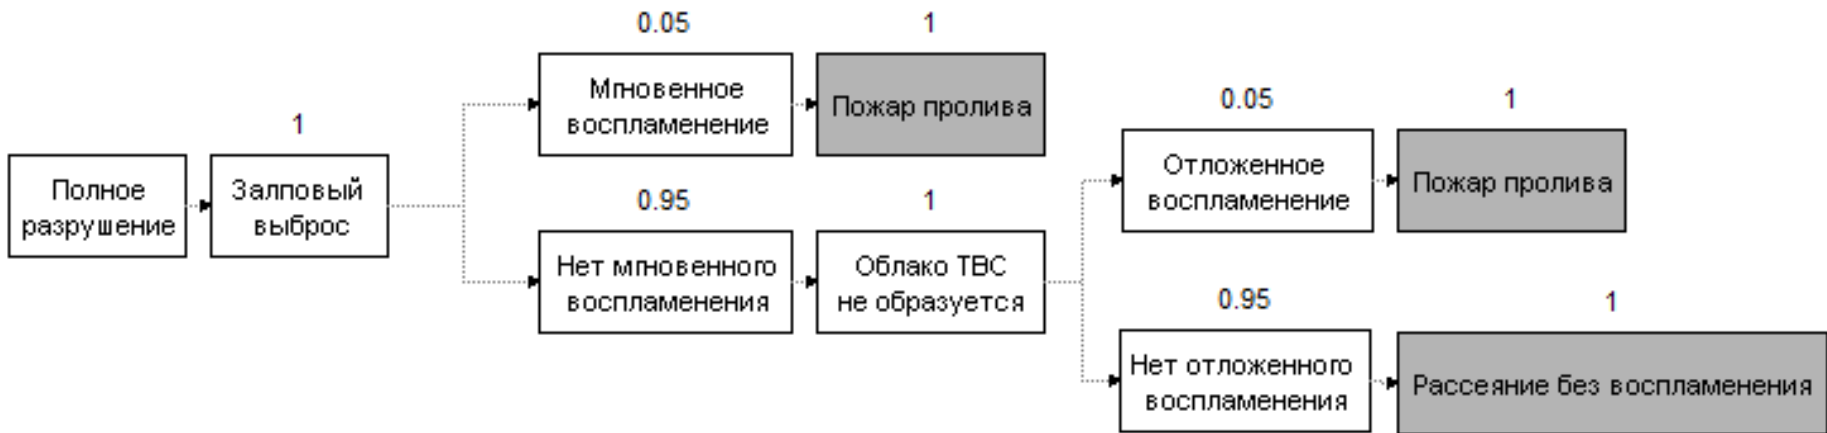 0.05
1
Мгновенное
воспламенение
Пожар пролива
0.05
1
1
Полное
разрушение
Залповый
выброс
Отложенное
воспламенение
Пожар пролива
0.95
1
Нет мгновенного
воспламенения
Облако ТВС
не образуется
0.95
1
Нет отложенного
воспламенения
Рассеяние без воспламенения